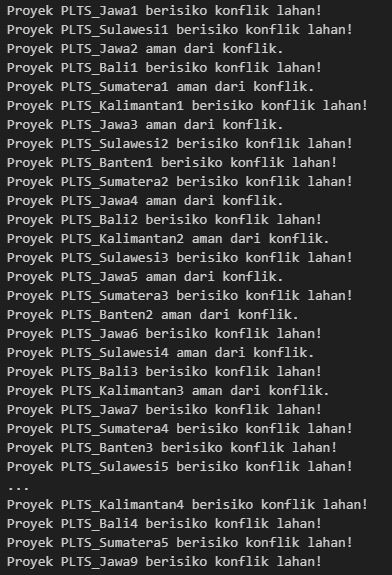 Proyek PLTS_Jawa1 berisiko konflik lahan!
Proyek PLTS_Sulawesi1 berisiko konflik lahan!
Proyek PLTS_Jawa2 aman dari konflik.
Proyek PLTS_Bali1 berisiko konflik lahan!
Proyek PLTS_Sumatera1 aman dari konflik.
Proyek PLTS_Kalimantan1 berisiko konflik lahan!
Proyek PLTS_Jawa3 aman dari konflik.
Proyek PLTS_Sulawesi2 berisiko konflik lahan!
Proyek PLTS_Banten1 berisiko konflik lahan!
Proyek PLTS_Sumatera2 berisiko konflik lahan!
Proyek PLTS_Jawa4 aman dari konflik.
Proyek PLTS_Bali2 berisiko konflik lahan!
Proyek PLTS_Kalimantan2 aman dari konflik.
Proyek PLTS_Sulawesi3 berisiko konflik lahan!
Proyek PLTS_Jawa5 aman dari konflik.
Proyek PLTS_Sumatera3 berisiko konflik lahan!
Proyek PLTS_Banten2 aman dari konflik.
Proyek PLTS_Jawa6 berisiko konflik lahan!
Proyek PLTS_Sulawesi4 aman dari konflik.
Proyek PLTS_Bali3 berisiko konflik lahan!
Proyek PLTS_Kalimantan3 aman dari konflik.
Proyek PLTS_Jawa7 berisiko konflik lahan!
Proyek PLTS_Sumatera4 berisiko konflik lahan!
Proyek PLTS_Banten3 berisiko konflik lahan!
Proyek PLTS_Sulawesi5 berisiko konflik lahan!
...
Proyek PLTS_Kalimantan4 berisiko konflik lahan!
Proyek PLTS_Bali4 berisiko konflik lahan!
Proyek PLTS_Sumatera5 berisiko konflik lahan!
Proyek PLTS_Jawa9 berisiko konflik lahan!